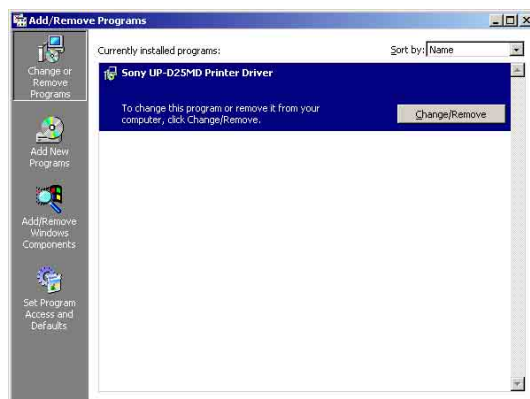 Add/Remove Programs
Change or
Remove
Programs
Add New
Programs
Add/Remove
Windows
Components
Set Program
Access and
Defaults
Currently installed programs:
Sort by: Name
Sony UP-D25MD Printer Driver
To change this program or remove it from your
computer, click Change/Remove.
Change/Remove